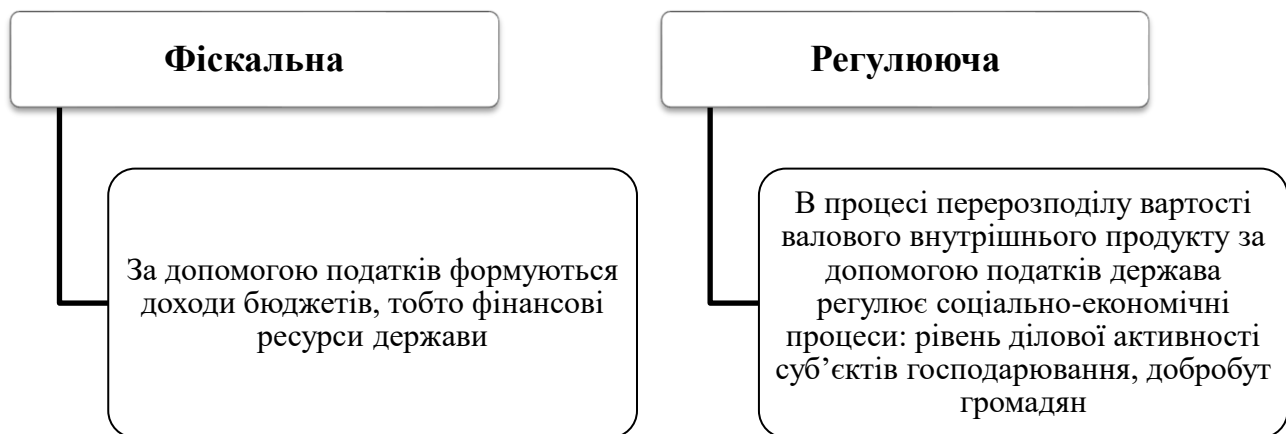 Фіскальна
За допомогою податків формуються
доходи бюджетів, тобто фінансові
ресурси держави
Регулююча
В процесі перерозподілу вартості
валового внутрішнього продукту за
допомогою податків держава
регулює соціально-економічні
процеси: рівень ділової активності
суб’єктів господарювання, добробут
громадян